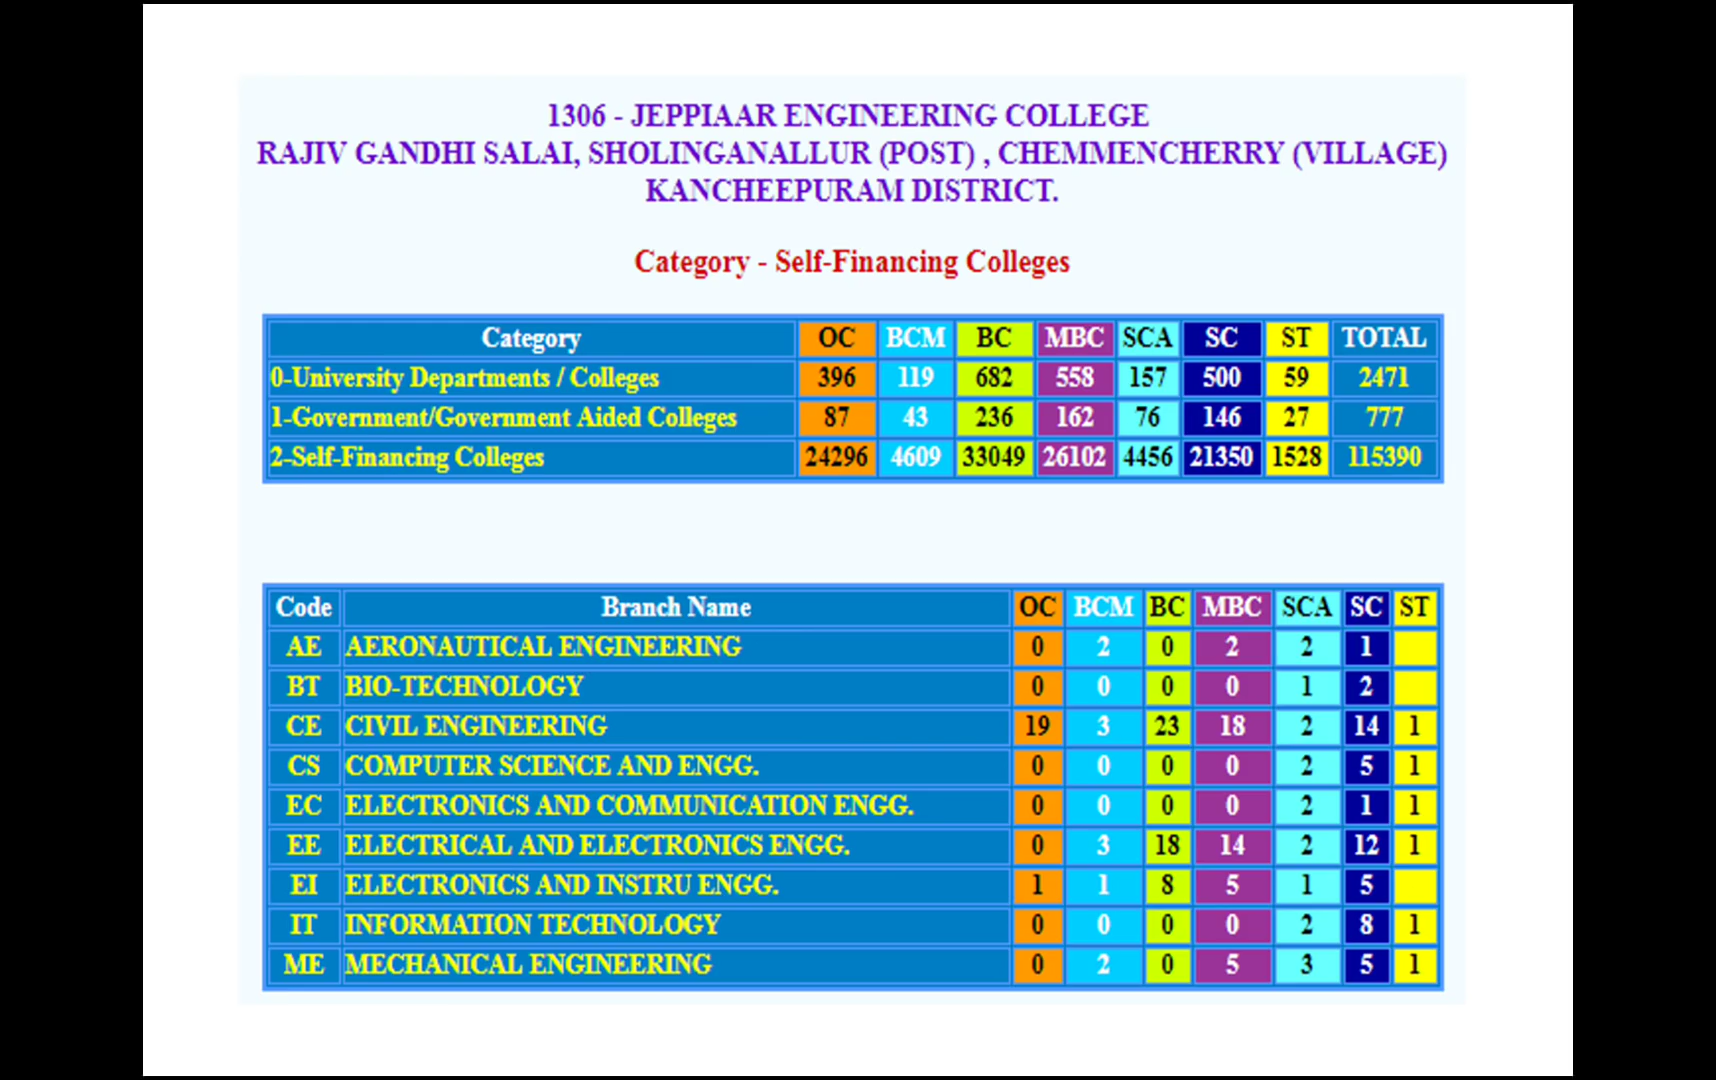 1306 - JEPPIAAR ENGINEERING COLLEGE
RAJIV GANDHI SALAI, SHOLINGANALLUR (POST) , CHEMMENCHERRY (VILLAGE)
KANCHEEPURAM DISTRICT.
Category - Self-Financing Colleges
Category OC BCM BC MBC SCA SC ST TOTAL
0-University Departments / Colleges 396 119 682 558 157 500 59 2471
1-Government/Government Aided Colleges 87 43 236 162 76 146 27 777
2-Self-Financing Colleges 24296 4609 33049 26102 4456 21350 1528 115390
Code Branch Name OC BCM BC MBC SCA SC ST
AE AERONAUTICAL ENGINEERING 0 2 0 2 2 1
BT BIO-TECHNOLOGY 0 0 0 0 1 2
CE CIVIL ENGINEERING 19 3 23 18 2 14 1
CS COMPUTER SCIENCE AND ENGG. 0 0 0 0 2 5 1
EC ELECTRONICS AND COMMUNICATION ENGG. 0 0 0 0 2 1 1
EE ELECTRICAL AND ELECTRONICS ENGG. 0 3 18 14 2 12 1
EI ELECTRONICS AND INSTRU ENGG. 1 1 8 5 1 5
IT INFORMATION TECHNOLOGY 0 0 0 0 2 8 1
ME MECHANICAL ENGINEERING 0 2 0 5 3 5 1